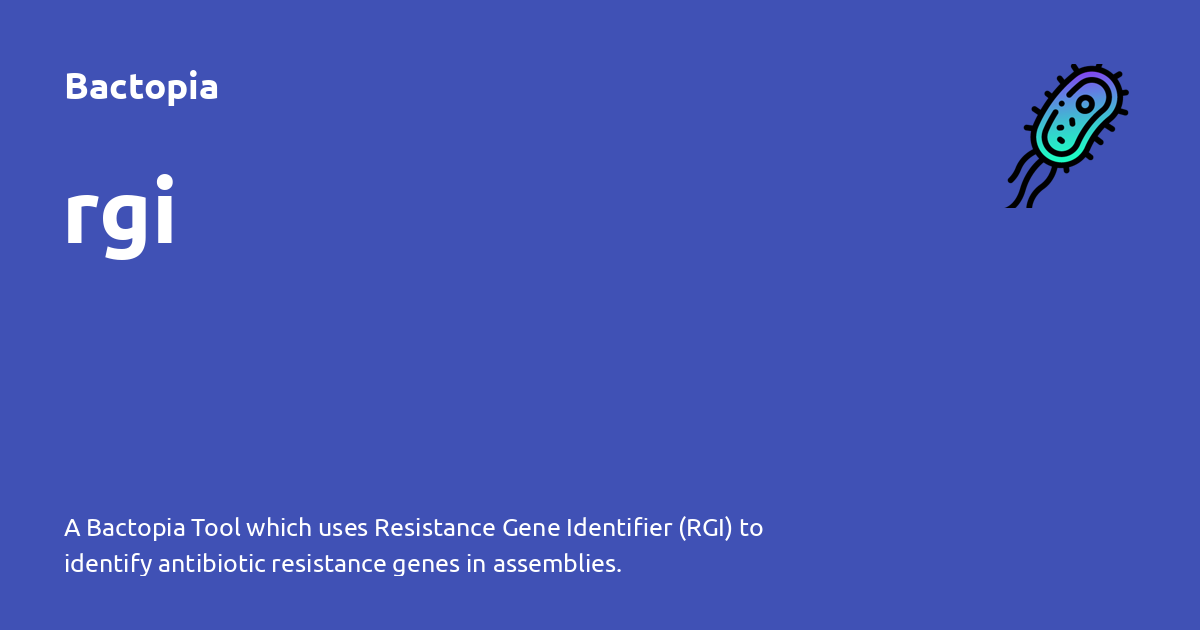 Bactopia
rgi
A Bactopia Tool which uses Resistance Gene Identifier (RGI) to
identify antibiotic resistance genes in assemblies.